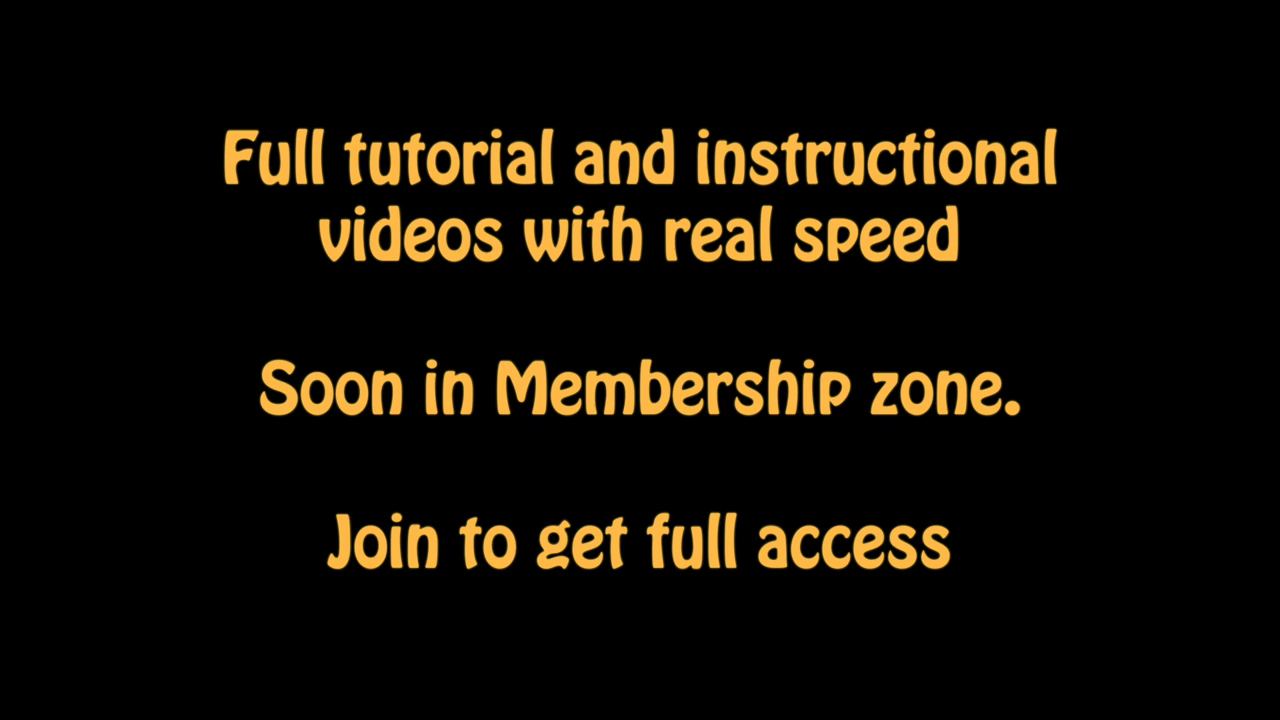 Full tutorial and instructional
videos with real speed
Soon in Membership zone.
Join to get full access